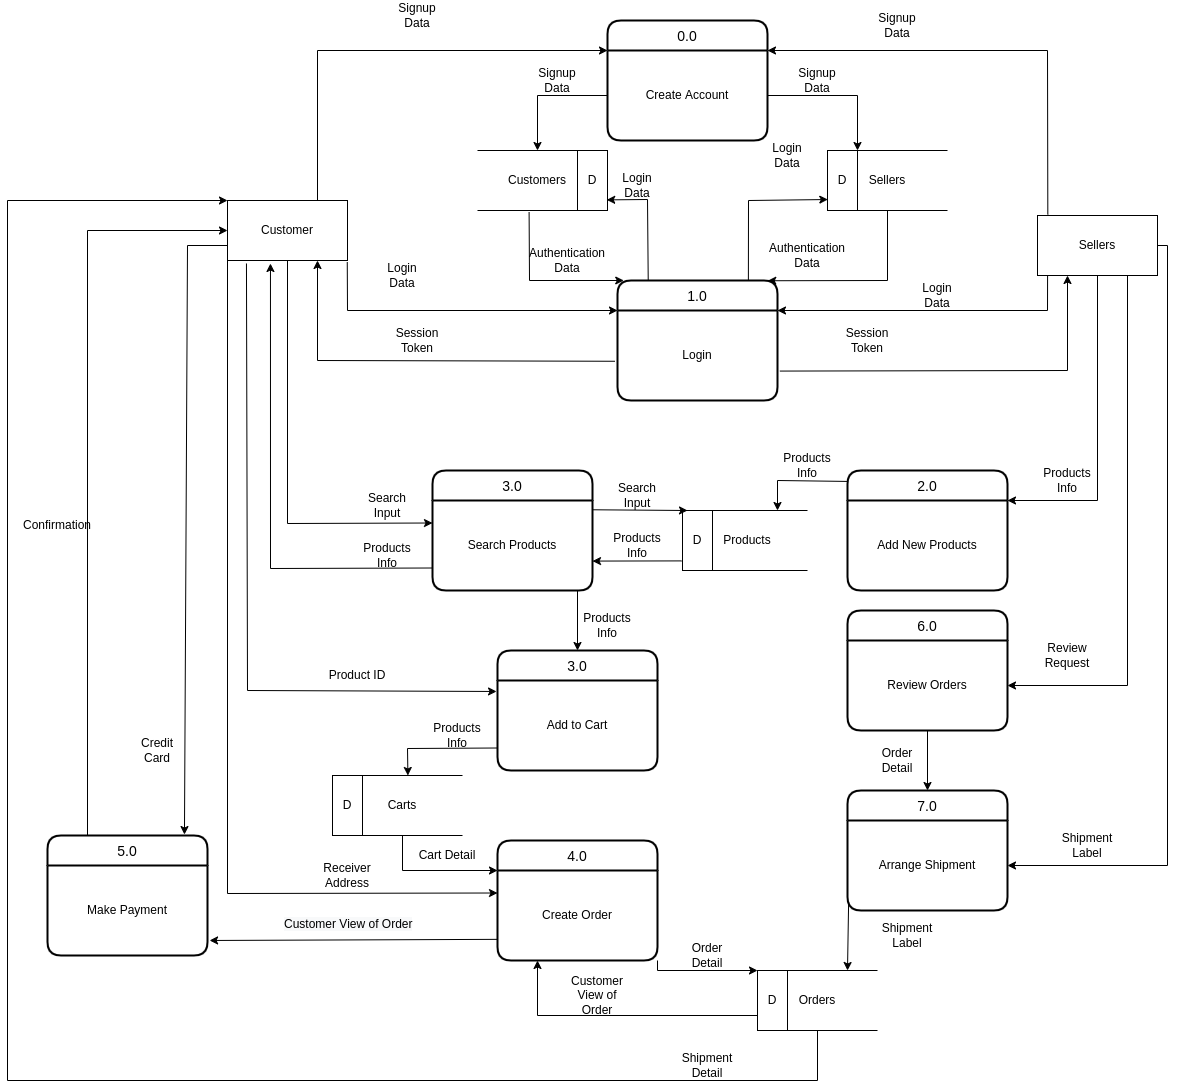 Signup
Data
Signup
Data
0.0
Create Account
Signup
Data
Signup
Data
Login
Data
Customers
D
Login
Data
D
Sellers
Customer
Sellers
Authentication
Data
Authentication
Data
Login
Data
Login
Data
1.0
Login
Session
Token
Session
Token
Products
Info
Products
Info
3.0
Search Products
Search
Input
Search
Input
Products
Info
Products
Info
D
Products
2.0
Add New Products
Confirmation
Products
Info
6.0
Review Orders
Review
Request
3.0
Add to Cart
Product ID
Products
Info
Credit
Card
Order
Detail
D
Carts
7.0
Arrange Shipment
Shipment
Label
Cart Detail
5.0
Make Payment
Receiver
Address
4.0
Create Order
Customer View of Order
Shipment
Label
Order
Detail
Customer
View of
Order
D
Orders
Shipment
Detail